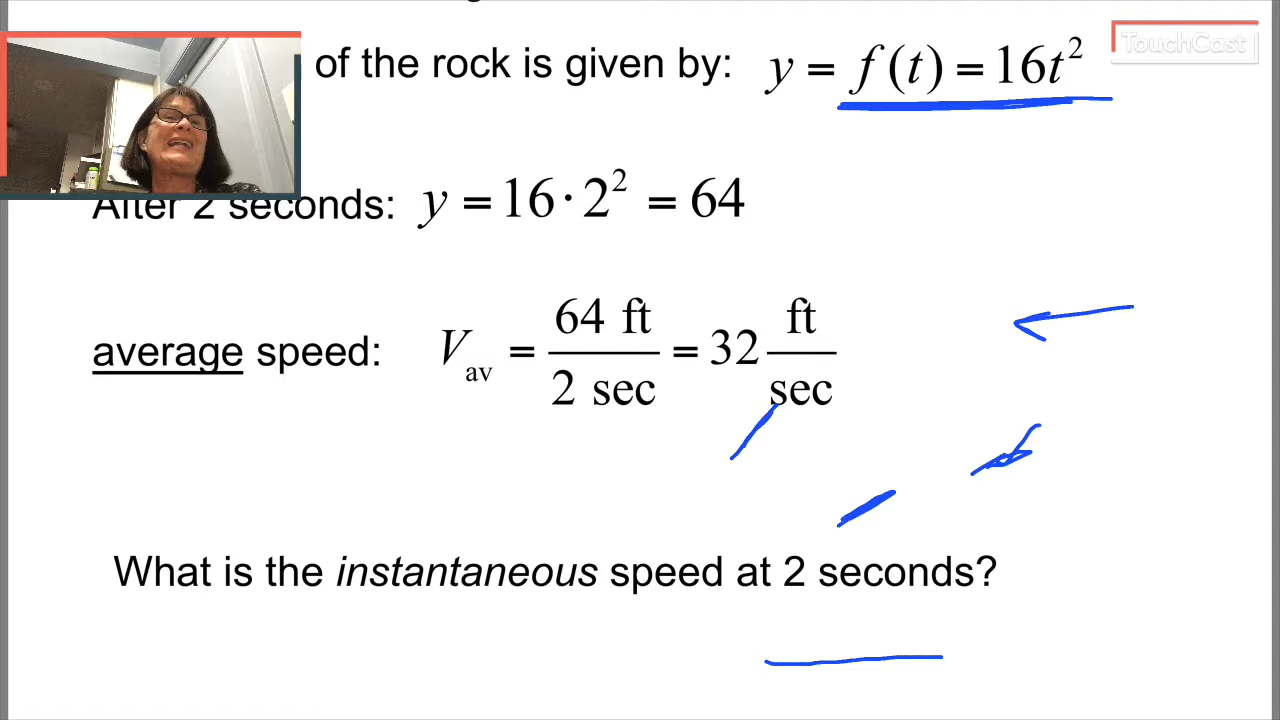 of the rock is given by: y = f(t) = 16t²
TouchCast
After 2 seconds: y = 16 · 2² = 64
average speed: V_av = 64 ft / 2 sec = 32 ft / sec
What is the instantaneous speed at 2 seconds?